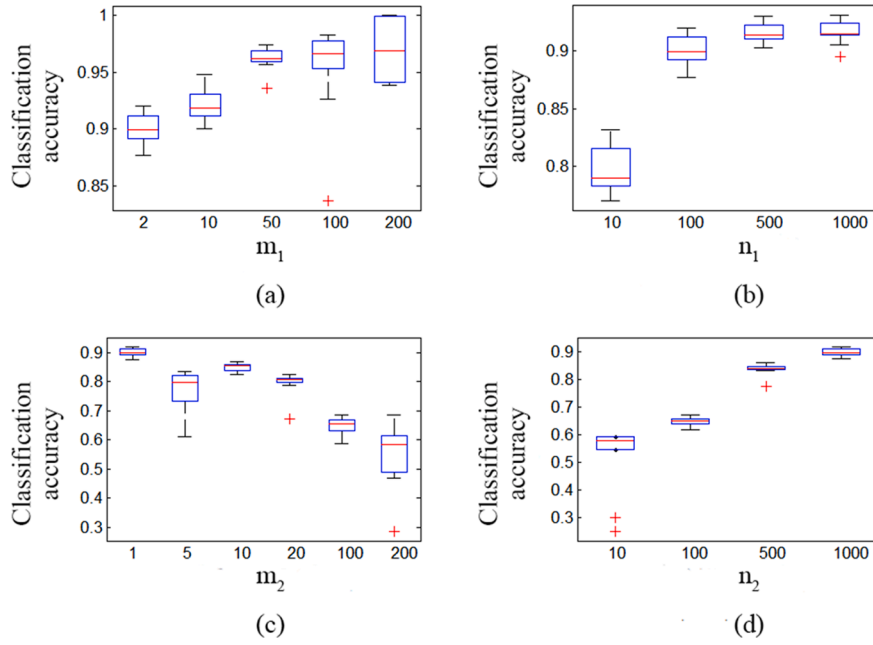 Classification
accuracy
1
0.95
0.9
0.85
2 10 50 100 200
m1
(a)
Classification
accuracy
0.9
0.85
0.8
10 100 500 1000
n1
(b)
Classification
accuracy
0.9
0.8
0.7
0.6
0.5
0.4
0.3
1 5 10 20 100 200
m2
(c)
Classification
accuracy
0.9
0.8
0.7
0.6
0.5
0.4
0.3
10 100 500 1000
n2
(d)